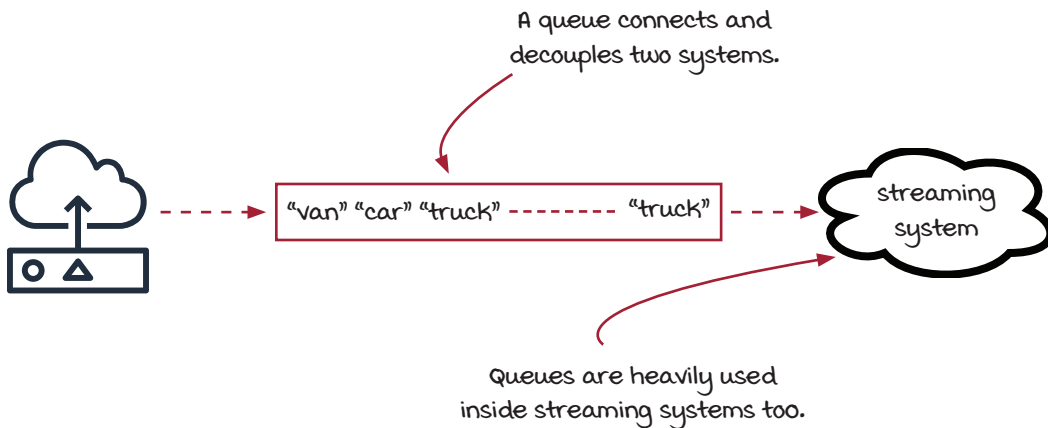 A queue connects and
decouples two systems.
“van” “car” “truck” “truck”
streaming
system
Queues are heavily used
inside streaming systems too.